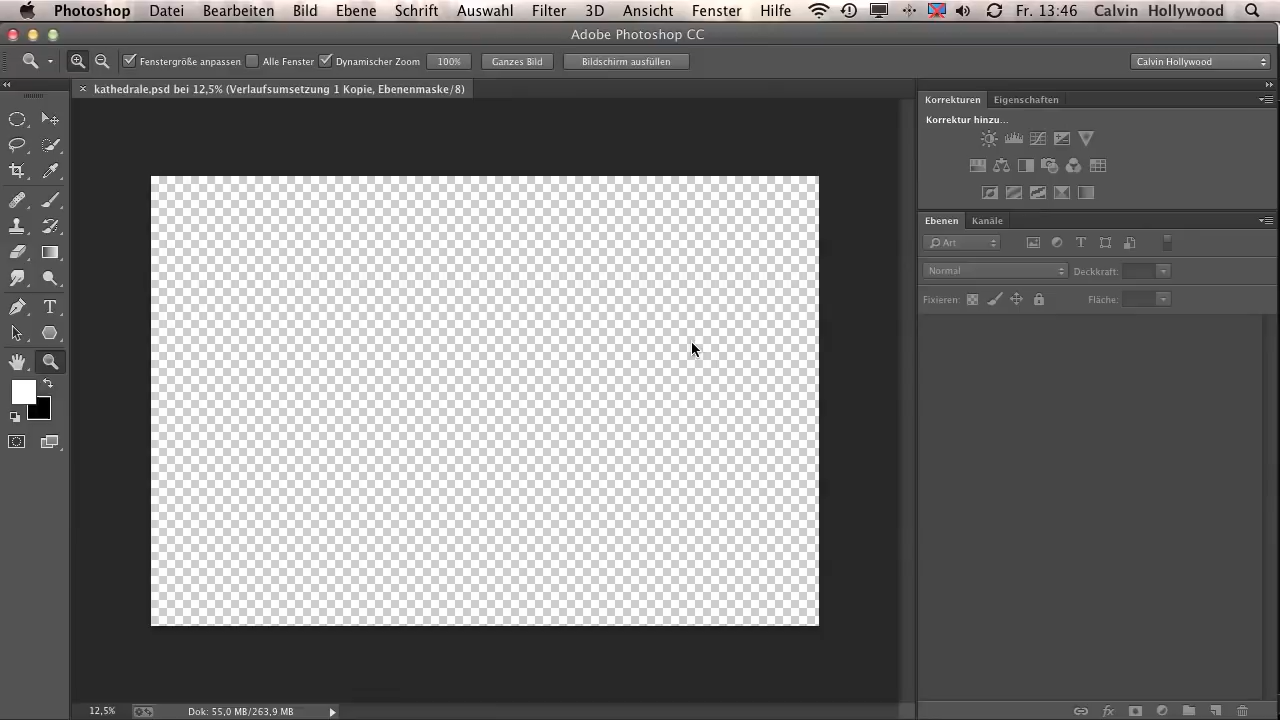 Photoshop Datei Bearbeiten Bild Ebene Schrift Auswahl Filter 3D Ansicht Fenster Hilfe Fr. 13:46 Calvin Hollywood
Adobe Photoshop CC
Fenstergröße anpassen Alle Fenster Dynamischer Zoom 100% Ganzes Bild Bildschirm ausfüllen Calvin Hollywood
kathedrale.psd bei 12,5% (Verlaufsumsetzung 1 Kopie, Ebenenmaske/8)
Korrekturen Eigenschaften
Korrektur hinzu...
Ebenen Kanäle
Art
Normal Deckkraft:
Fixieren: Fläche:
12,5% Dok: 55,0 MB/263,9 MB